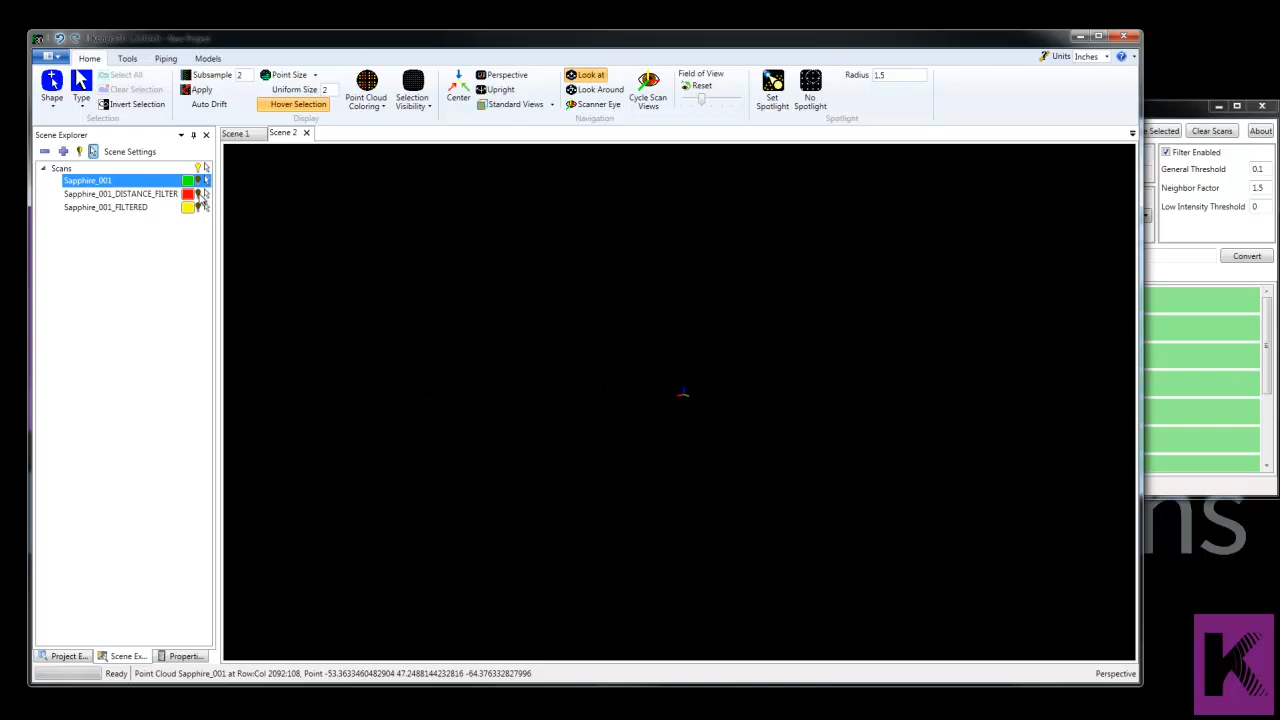 Home Tools Piping Models
Units Inches
Shape
Type
Select All
Clear Selection
Invert Selection
Selection
Subsample 2
Apply
Auto Drift
Point Size
Uniform Size 2
Hover Selection
Display
Point Cloud
Coloring
Selection
Visibility
Center
Perspective
Upright
Standard Views
Look at
Look Around
Scanner Eye
Navigation
Cycle Scan
Views
Field of View
Reset
Set
Spotlight
No
Spotlight
Radius 1.5
Spotlight
Scene Explorer
Scene Settings
Scans
Sapphire_001
Sapphire_001_DISTANCE_FILTER
Sapphire_001_FILTERED
Scene 1 Scene 2
e Selected Clear Scans About
Filter Enabled
General Threshold 0.1
Neighbor Factor 1.5
Low Intensity Threshold 0
Convert
ns
K
Project E... Scene Ex... Properti...
Ready Point Cloud Sapphire_001 at Row:Col 2092:108, Point -53.3633460482904 47.2488144232816 -64.376332827996 Perspective